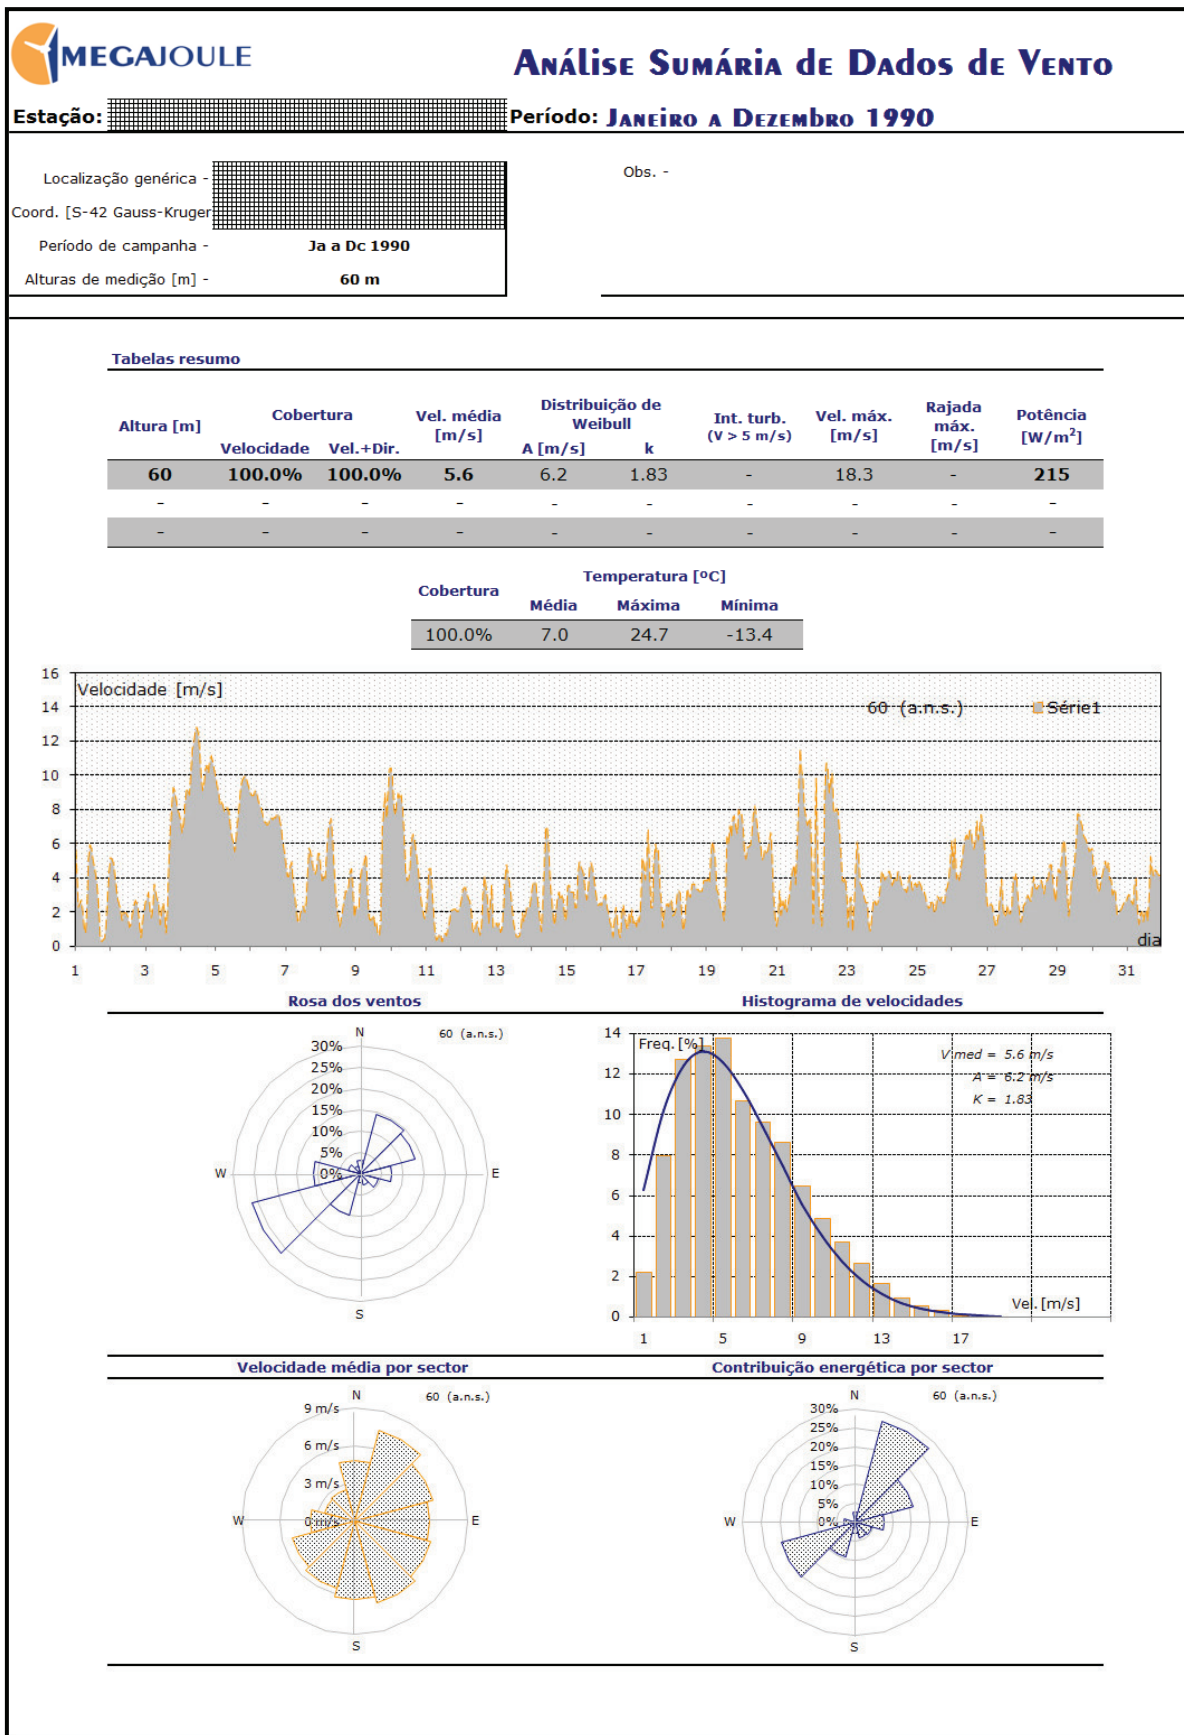 MEGAJOULE
Análise Sumária de Dados de Vento
Estação:
Período: Janeiro a Dezembro 1990
Localização genérica -
Obs. -
Coord. [S-42 Gauss-Kruger
Período de campanha - Ja a Dc 1990
Alturas de medição [m] - 60 m
Tabelas resumo
Altura [m] Cobertura Vel. média [m/s] Distribuição de Weibull Int. turb. (V > 5 m/s) Vel. máx. [m/s] Rajada máx. [m/s] Potência [W/m²]
Velocidade Vel.+Dir. A [m/s] k
60 100.0% 100.0% 5.6 6.2 1.83 - 18.3 - 215
- - - - - - - - - -
- - - - - - - - - -
Cobertura Temperatura [ºC]
Média Máxima Mínima
100.0% 7.0 24.7 -13.4
16
Velocidade [m/s]
14
60 (a.n.s.) Série1
12
10
8
6
4
2
0
dia
1 3 5 7 9 11 13 15 17 19 21 23 25 27 29 31
Rosa dos ventos
N 60 (a.n.s.)
30%
25%
20%
15%
10%
5%
0%
W E
S
Histograma de velocidades
14
Freq. [%]
V med = 5.6 m/s
12
A = 6.2 m/s
K = 1.83
10
8
6
4
2
0
Vel. [m/s]
1 5 9 13 17
Velocidade média por sector
N 60 (a.n.s.)
9 m/s
6 m/s
3 m/s
0 m/s
W E
S
Contribuição energética por sector
N 60 (a.n.s.)
30%
25%
20%
15%
10%
5%
0%
W E
S